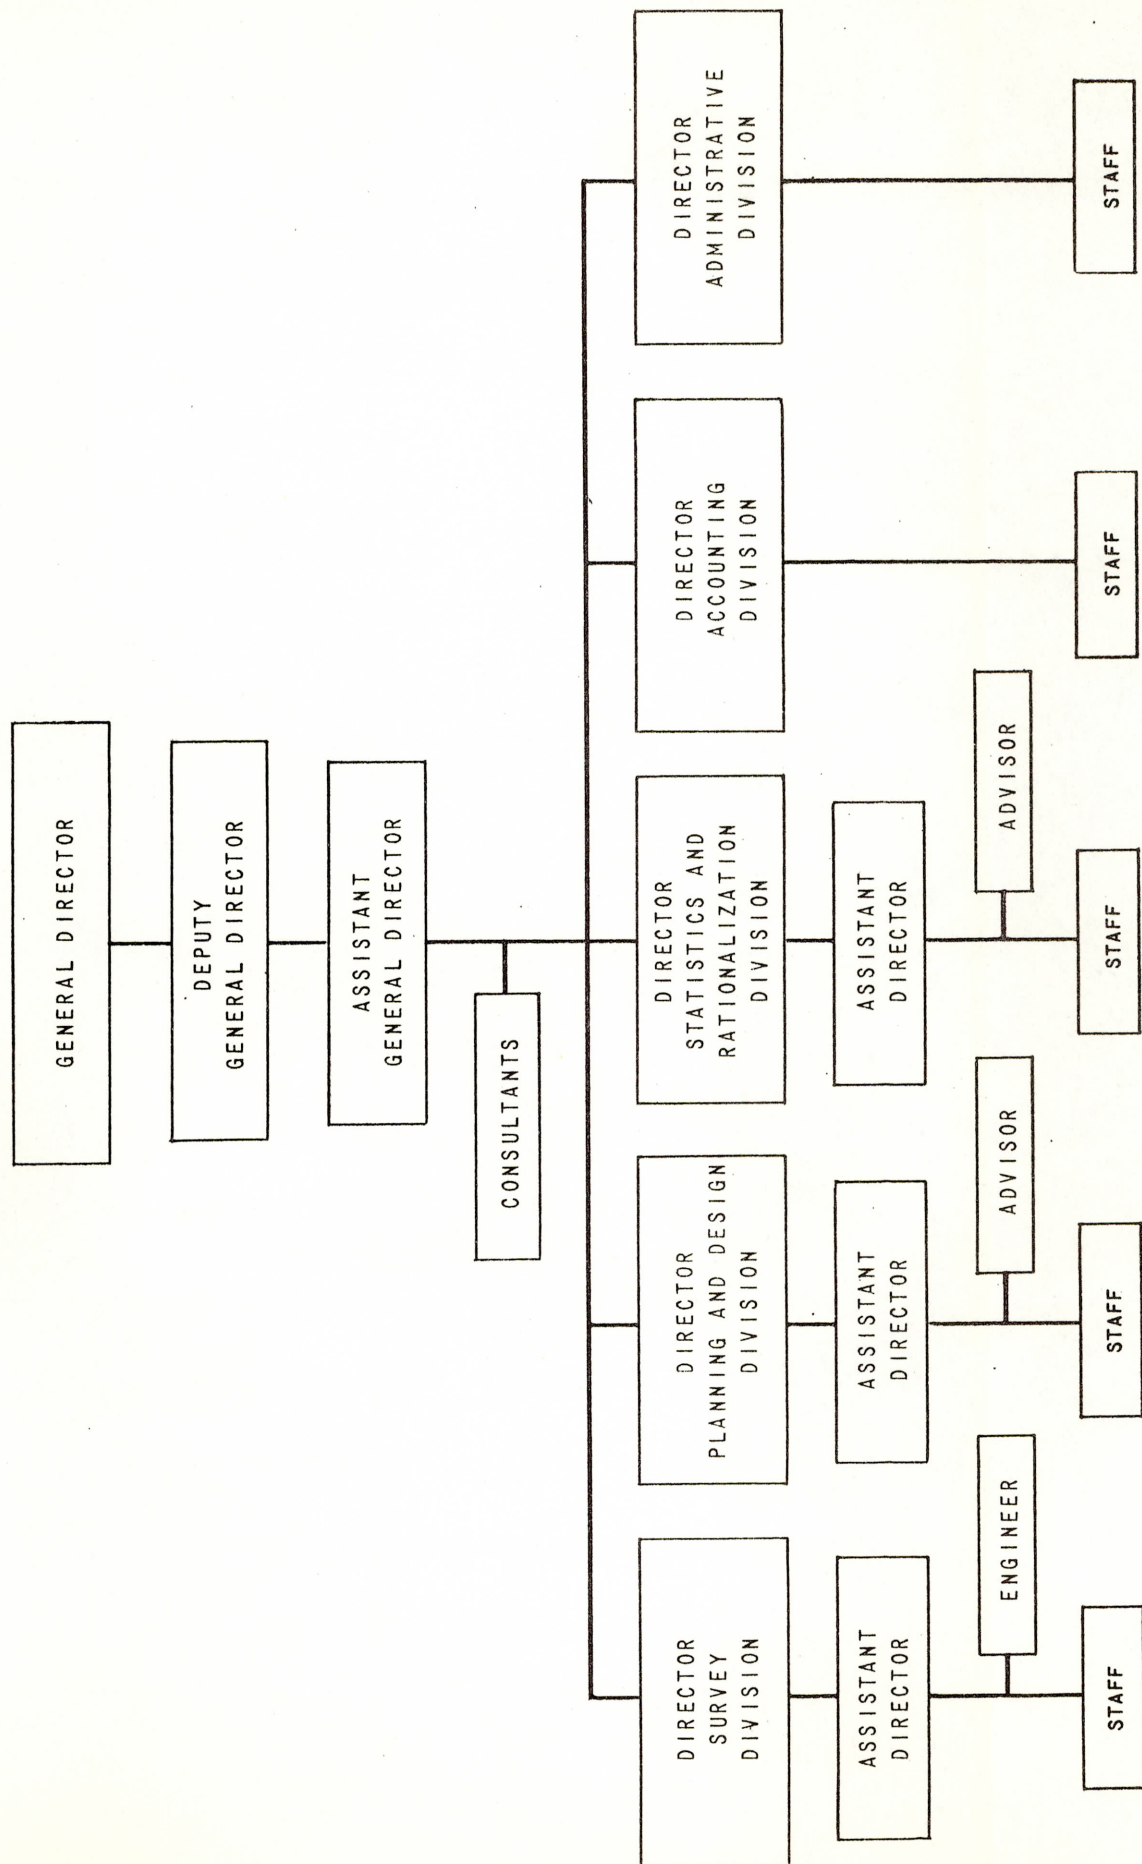 GENERAL DIRECTOR
DEPUTY
GENERAL DIRECTOR
ASSISTANT
GENERAL DIRECTOR
CONSULTANTS
DIRECTOR
SURVEY
DIVISION
DIRECTOR
PLANNING AND DESIGN
DIVISION
DIRECTOR
STATISTICS AND
RATIONALIZATION
DIVISION
DIRECTOR
ACCOUNTING
DIVISION
DIRECTOR
ADMINISTRATIVE
DIVISION
ASSISTANT
DIRECTOR
ASSISTANT
DIRECTOR
ASSISTANT
DIRECTOR
ENGINEER
ADVISOR
ADVISOR
STAFF
STAFF
STAFF
STAFF
STAFF